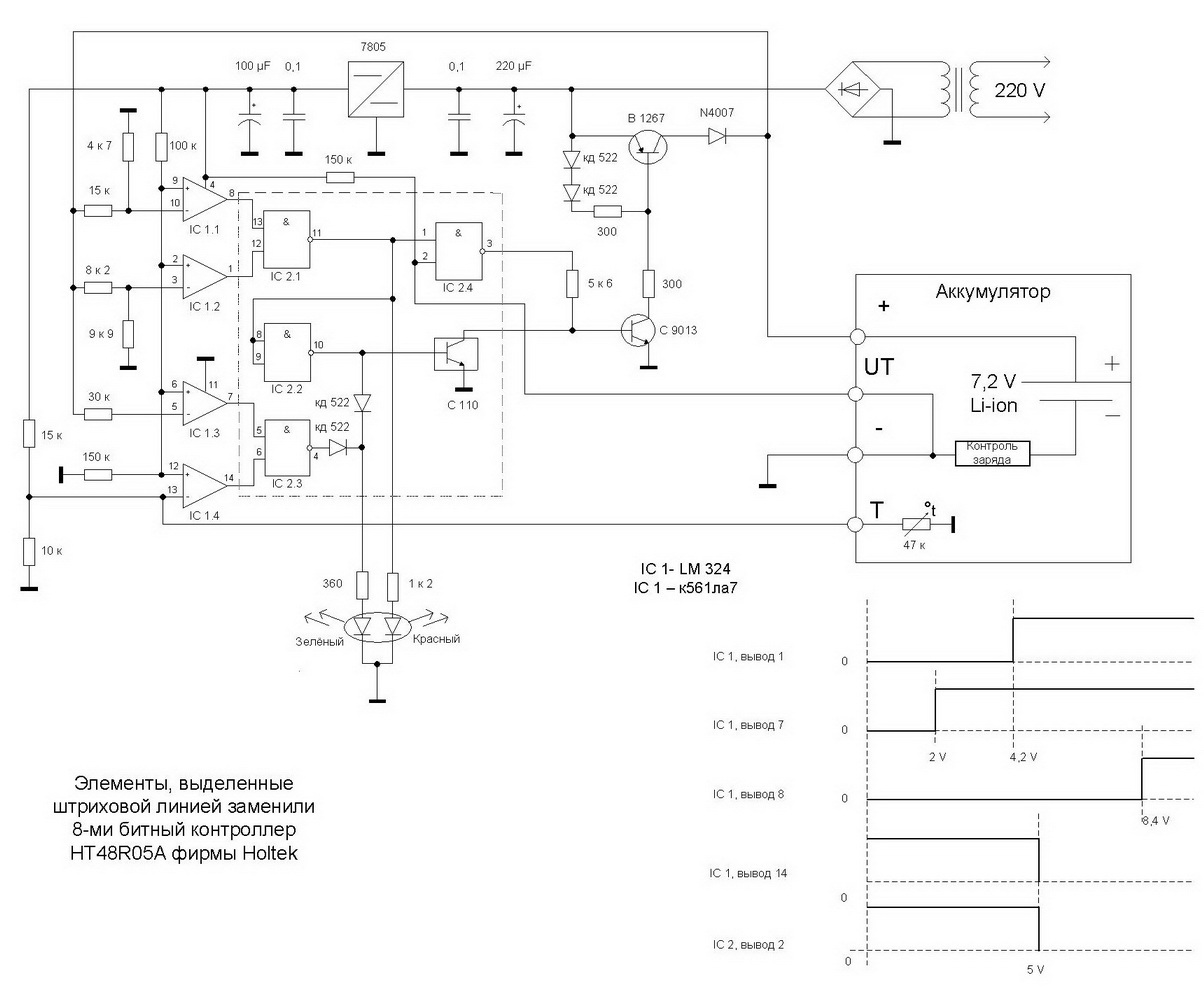 7805
100 µF
0,1
0,1
220 µF
220 V
В 1267
N4007
4 к 7
100 к
150 к
кд 522
кд 522
300
15 к
9
4
8
10
IC 1.1
13
&
11
12
IC 2.1
1
&
3
2
IC 2.4
5 к 6
300
С 9013
8 к 2
2
1
3
IC 1.2
9 к 9
8
&
10
9
IC 2.2
С 110
кд 522
кд 522
6
11
7
5
IC 1.3
30 к
5
&
4
6
IC 2.3
15 к
150 к
12
14
13
IC 1.4
10 к
360
1 к 2
Зелёный
Красный
Аккумулятор
+
UT
7,2 V
Li-ion
+
-
-
Контроль
заряда
T
°t
47 к
IC 1- LM 324
IC 1 – к561ла7
IC 1, вывод 1
0
IC 1, вывод 7
0
2 V
4,2 V
IC 1, вывод 8
0
8,4 V
IC 1, вывод 14
0
IC 2, вывод 2
0
5 V
Элементы, выделенные
штриховой линией заменили
8-ми битный контроллер
HT48R05A фирмы Holtek